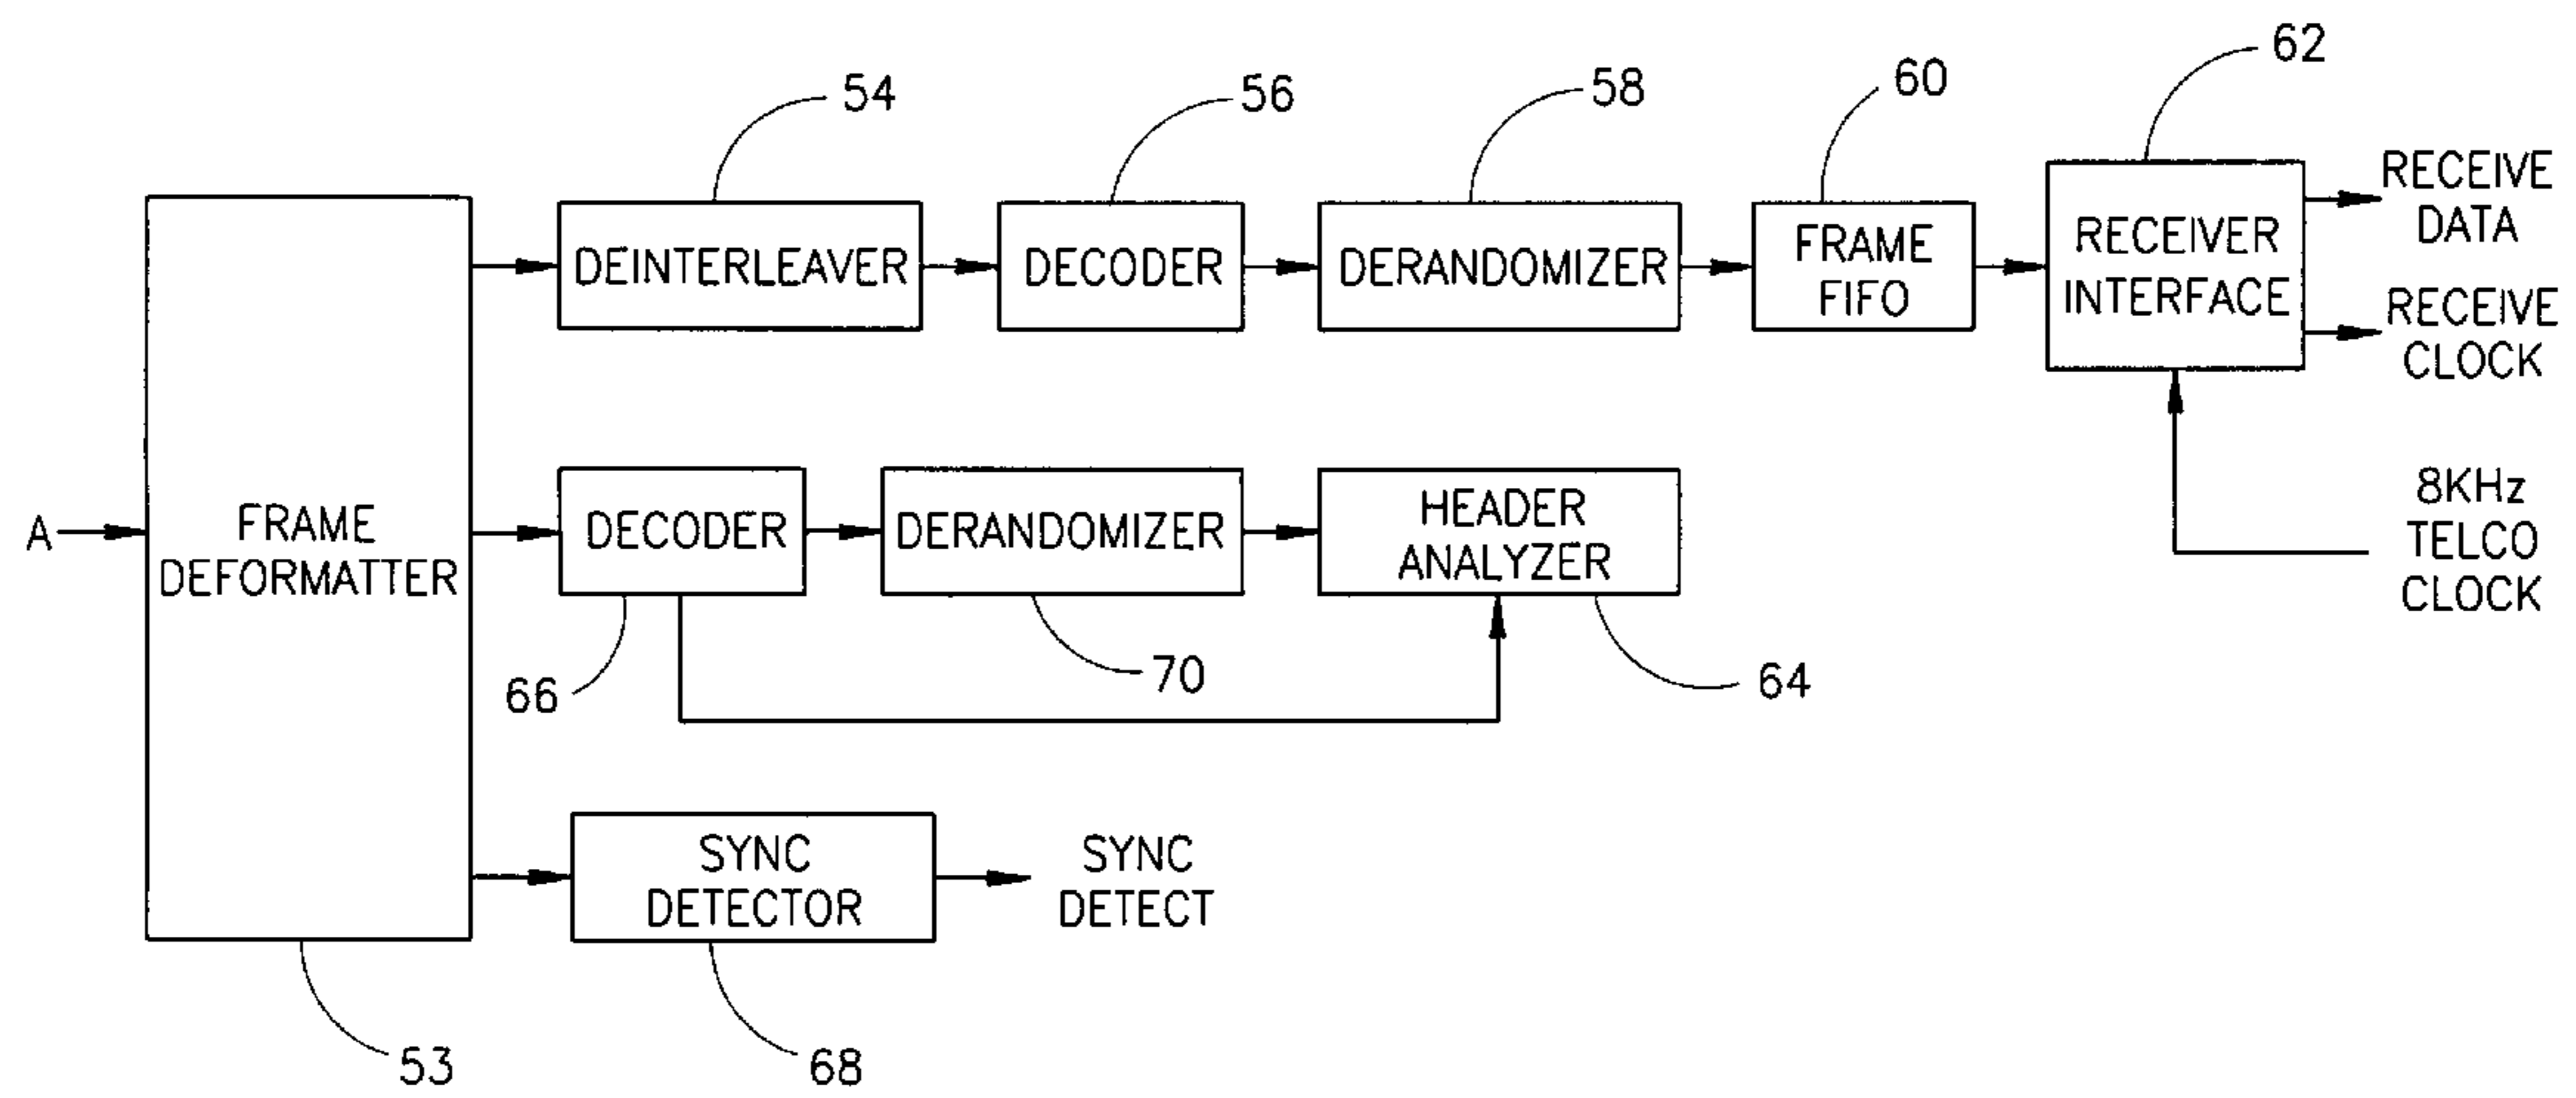 54
56
58
60
62
DEINTERLEAVER
DECODER
DERANDOMIZER
FRAME
FIFO
RECEIVER
INTERFACE
RECEIVE
DATA
RECEIVE
CLOCK
8KHz
TELCO
CLOCK
A
FRAME
DEFORMATTER
DECODER
DERANDOMIZER
HEADER
ANALYZER
66
70
64
SYNC
DETECTOR
SYNC
DETECT
53
68